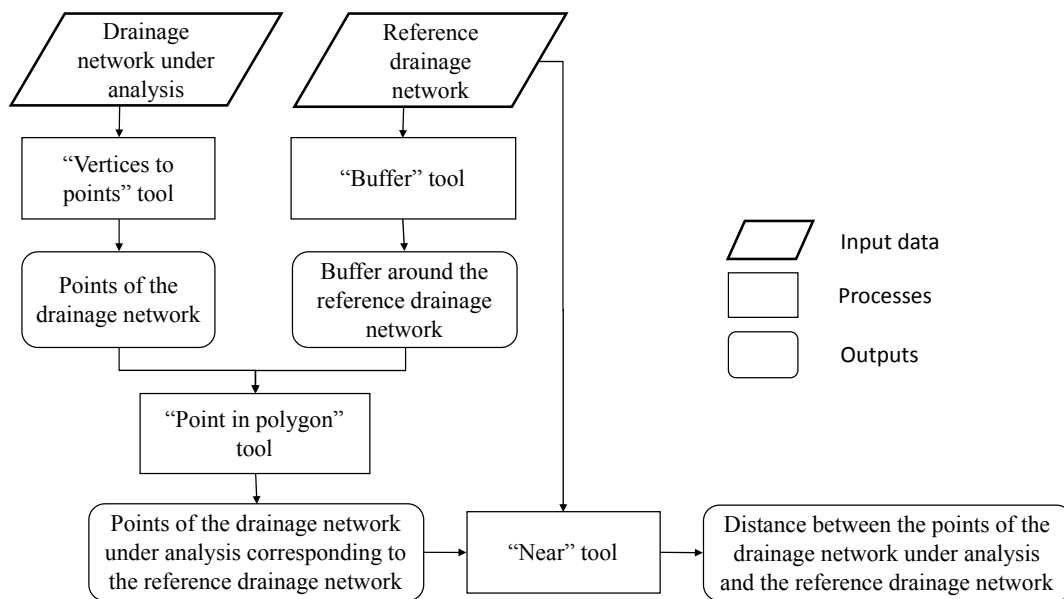 Drainage
network under
analysis
Reference
drainage
network
“Vertices to
points” tool
“Buffer” tool
Points of the
drainage network
Buffer around the
reference drainage
network
“Point in polygon”
tool
Points of the drainage network
under analysis corresponding to
the reference drainage network
“Near” tool
Distance between the points of the
drainage network under analysis
and the reference drainage network
Input data
Processes
Outputs